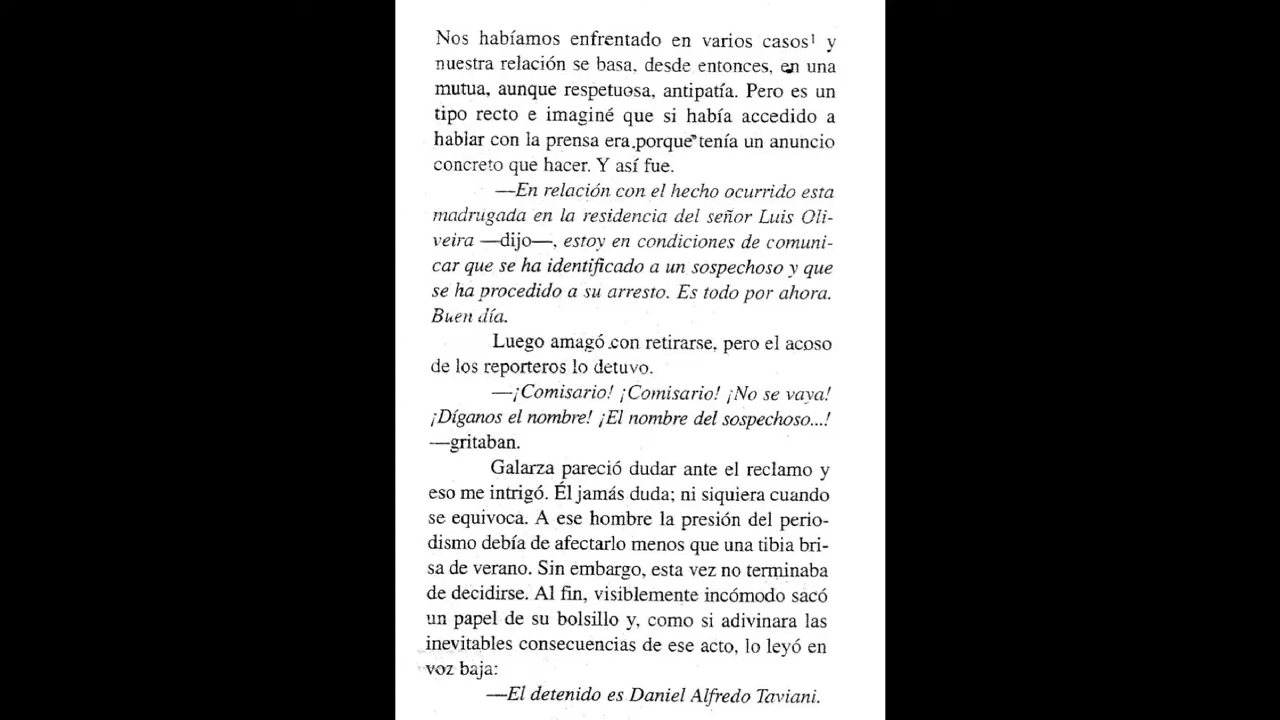 Nos habíamos enfrentado en varios casos¹ y
nuestra relación se basa, desde entonces, en una
mutua, aunque respetuosa, antipatía. Pero es un
tipo recto e imaginé que si había accedido a
hablar con la prensa era porque tenía un anuncio
concreto que hacer. Y así fue.
—En relación con el hecho ocurrido esta
madrugada en la residencia del señor Luis Oli-
veira —dijo—, estoy en condiciones de comuni-
car que se ha identificado a un sospechoso y que
se ha procedido a su arresto. Es todo por ahora.
Buen día.
Luego amagó con retirarse, pero el acoso
de los reporteros lo detuvo.
—¡Comisario! ¡Comisario! ¡No se vaya!
¡Díganos el nombre! ¡El nombre del sospechoso...!
—gritaban.
Galarza pareció dudar ante el reclamo y
eso me intrigó. Él jamás duda; ni siquiera cuando
se equivoca. A ese hombre la presión del perio-
dismo debía de afectarlo menos que una tibia bri-
sa de verano. Sin embargo, esta vez no terminaba
de decidirse. Al fin, visiblemente incómodo sacó
un papel de su bolsillo y, como si adivinara las
inevitables consecuencias de ese acto, lo leyó en
voz baja:
—El detenido es Daniel Alfredo Taviani.